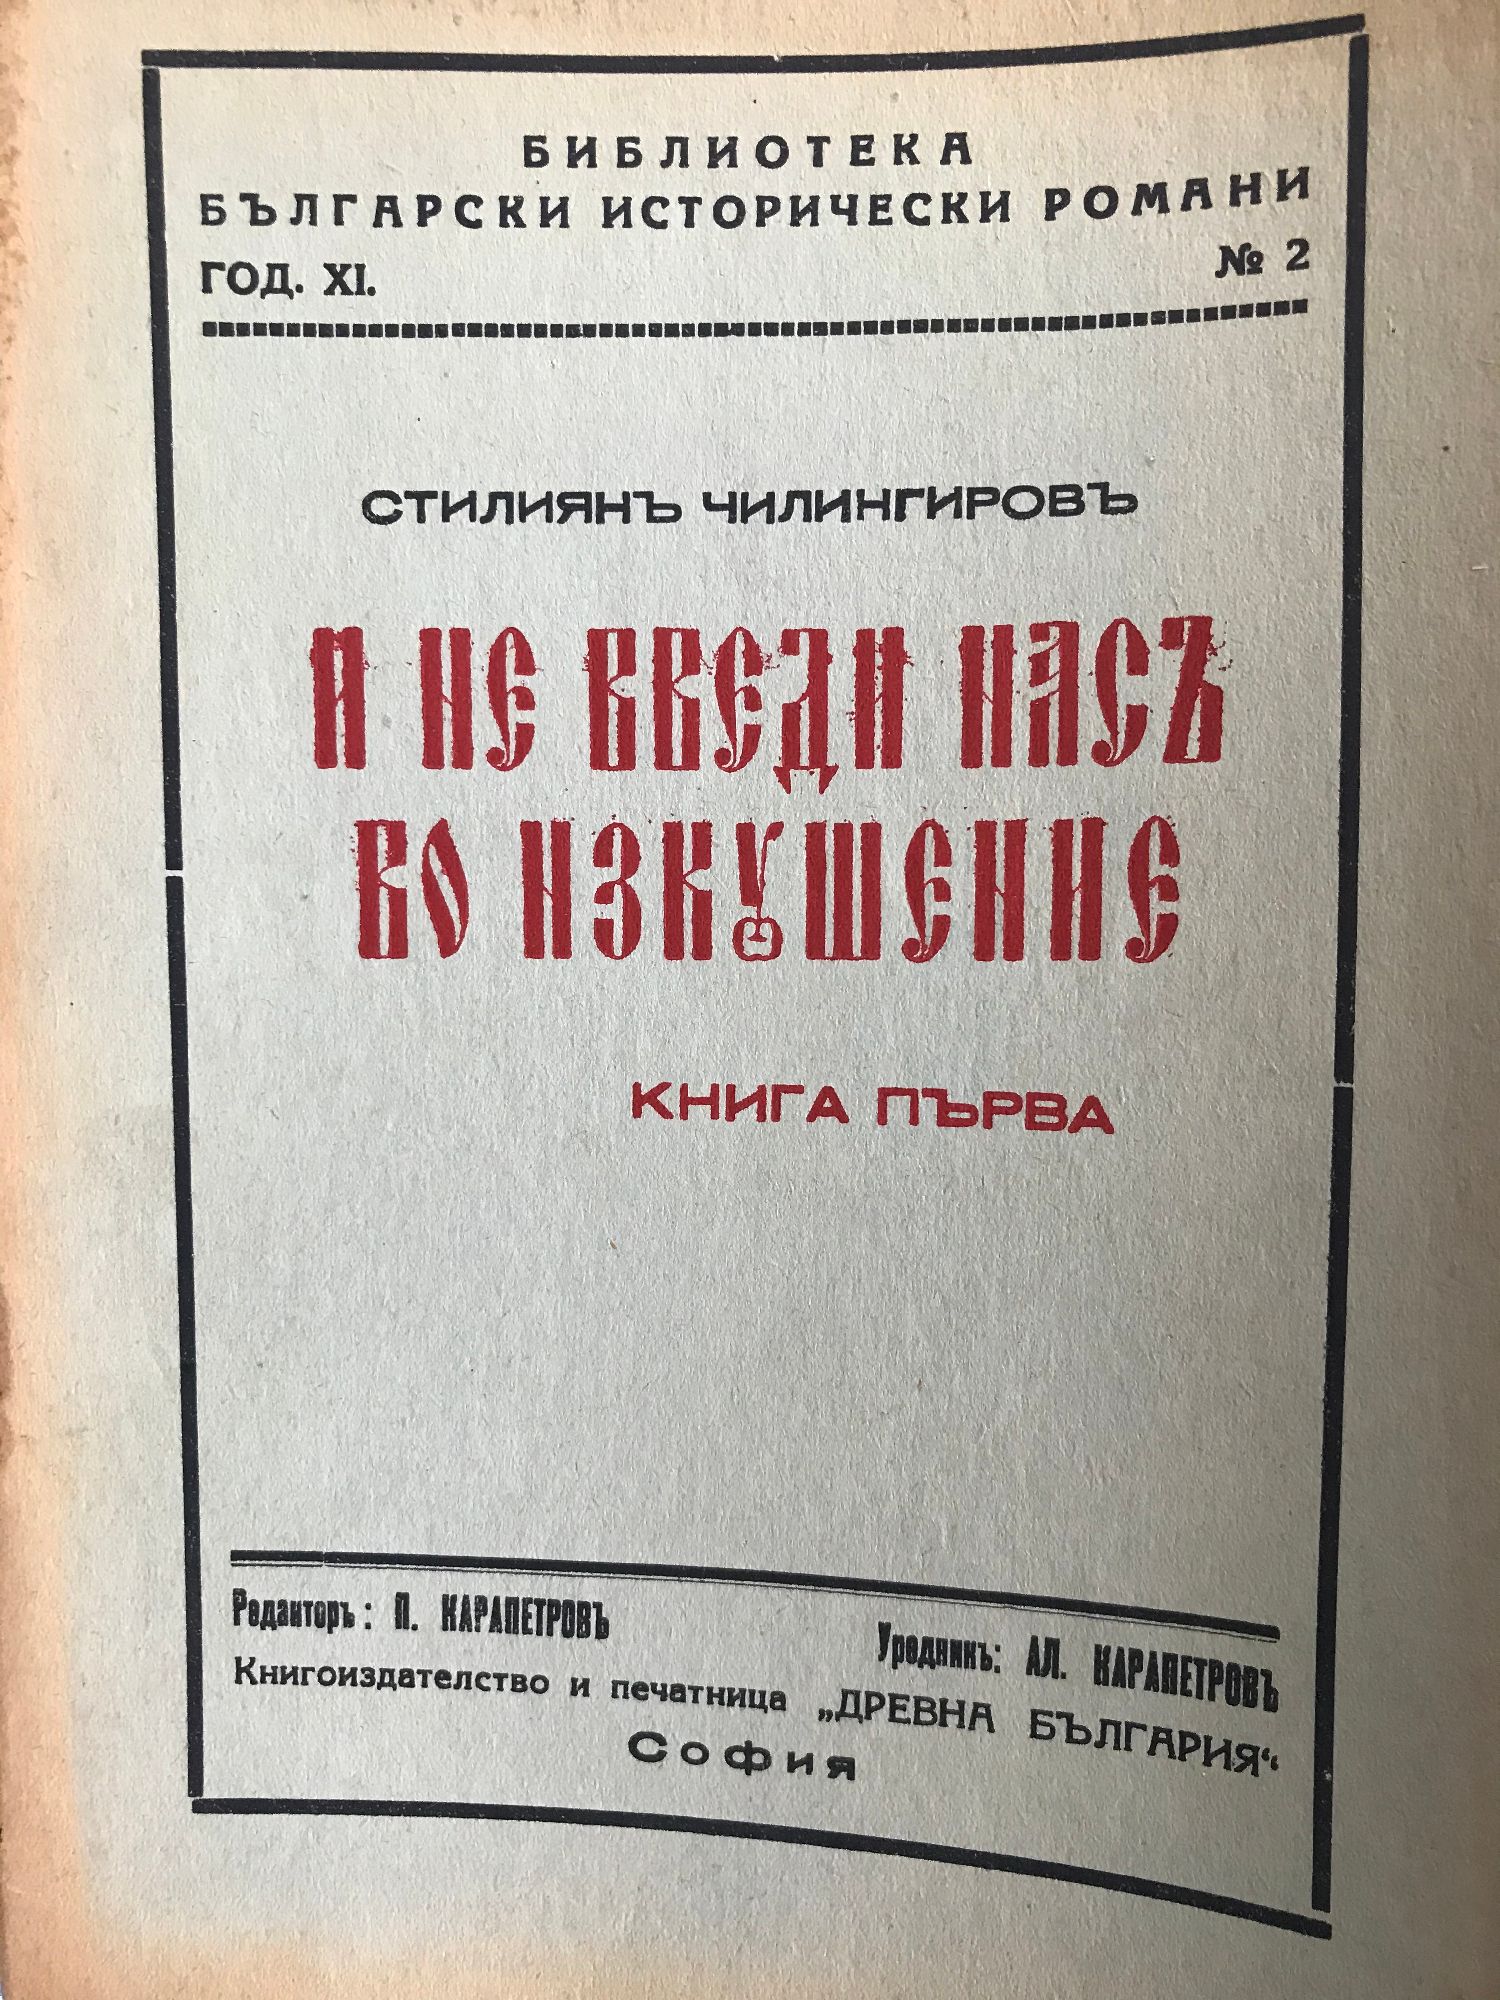 БИБЛИОТЕКА
БЪЛГАРСКИ ИСТОРИЧЕСКИ РОМАНИ
ГОД. XI. № 2
СТИЛИЯНЪ ЧИЛИНГИРОВЪ
И НЕ ВВЕДИ НАСЪ
ВО ИЗКУШЕНИЕ
КНИГА ПЪРВА
Редакторъ: П. КАРАПЕТРОВЪ Уредникъ: АЛ. КАРАПЕТРОВЪ
Книгоиздателство и печатница „ДРЕВНА БЪЛГАРИЯ“
София